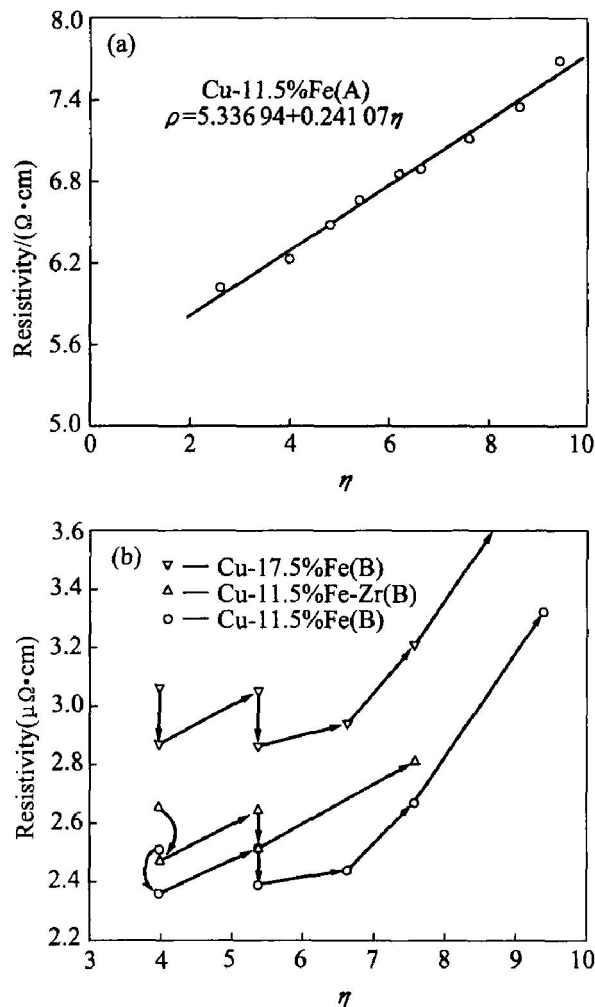 (a)
Cu-11.5%Fe(A)
ρ=5.336 94+0.241 07η
Resistivity/(Ω•cm)
8.0
7.4
6.8
6.2
5.6
5.0
0 2 4 6 8 10
η
(b)
▽ — Cu-17.5%Fe(B)
△ — Cu-11.5%Fe-Zr(B)
○ — Cu-11.5%Fe(B)
Resistivity(μΩ•cm)
3.6
3.4
3.2
3.0
2.8
2.6
2.4
2.2
3 4 5 6 7 8 9 10
η